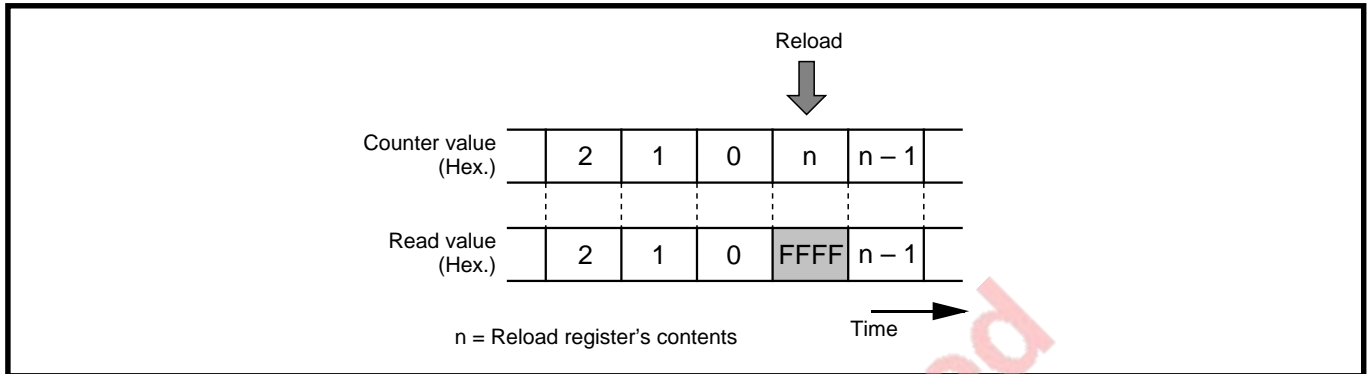 Reload
Counter value
(Hex.)
2 1 0 n n – 1
Read value
(Hex.)
2 1 0 FFFF n – 1
Time
n = Reload register's contents